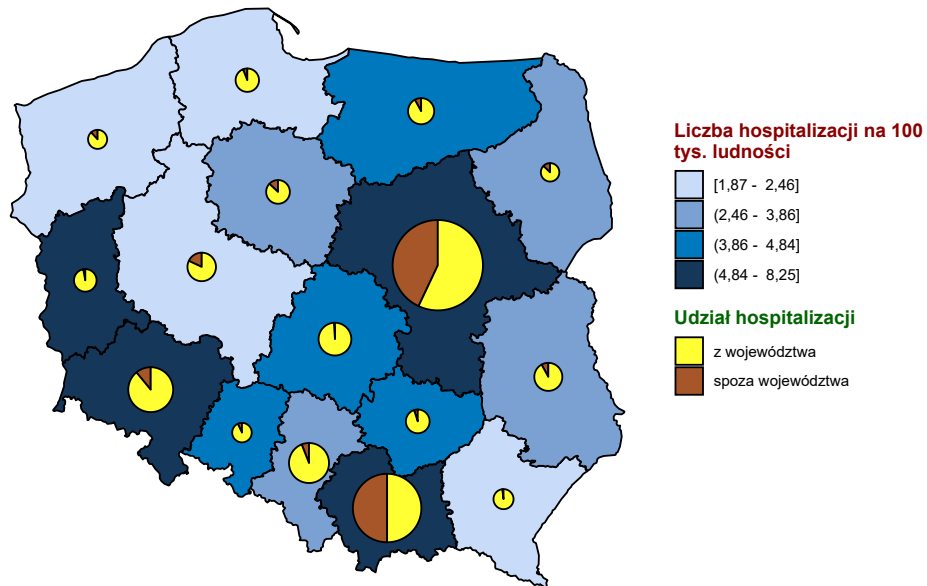 Liczba hospitalizacji na 100
tys. ludności
[1,87 - 2,46]
(2,46 - 3,86]
(3,86 - 4,84]
(4,84 - 8,25]
Udział hospitalizacji
z województwa
spoza województwa